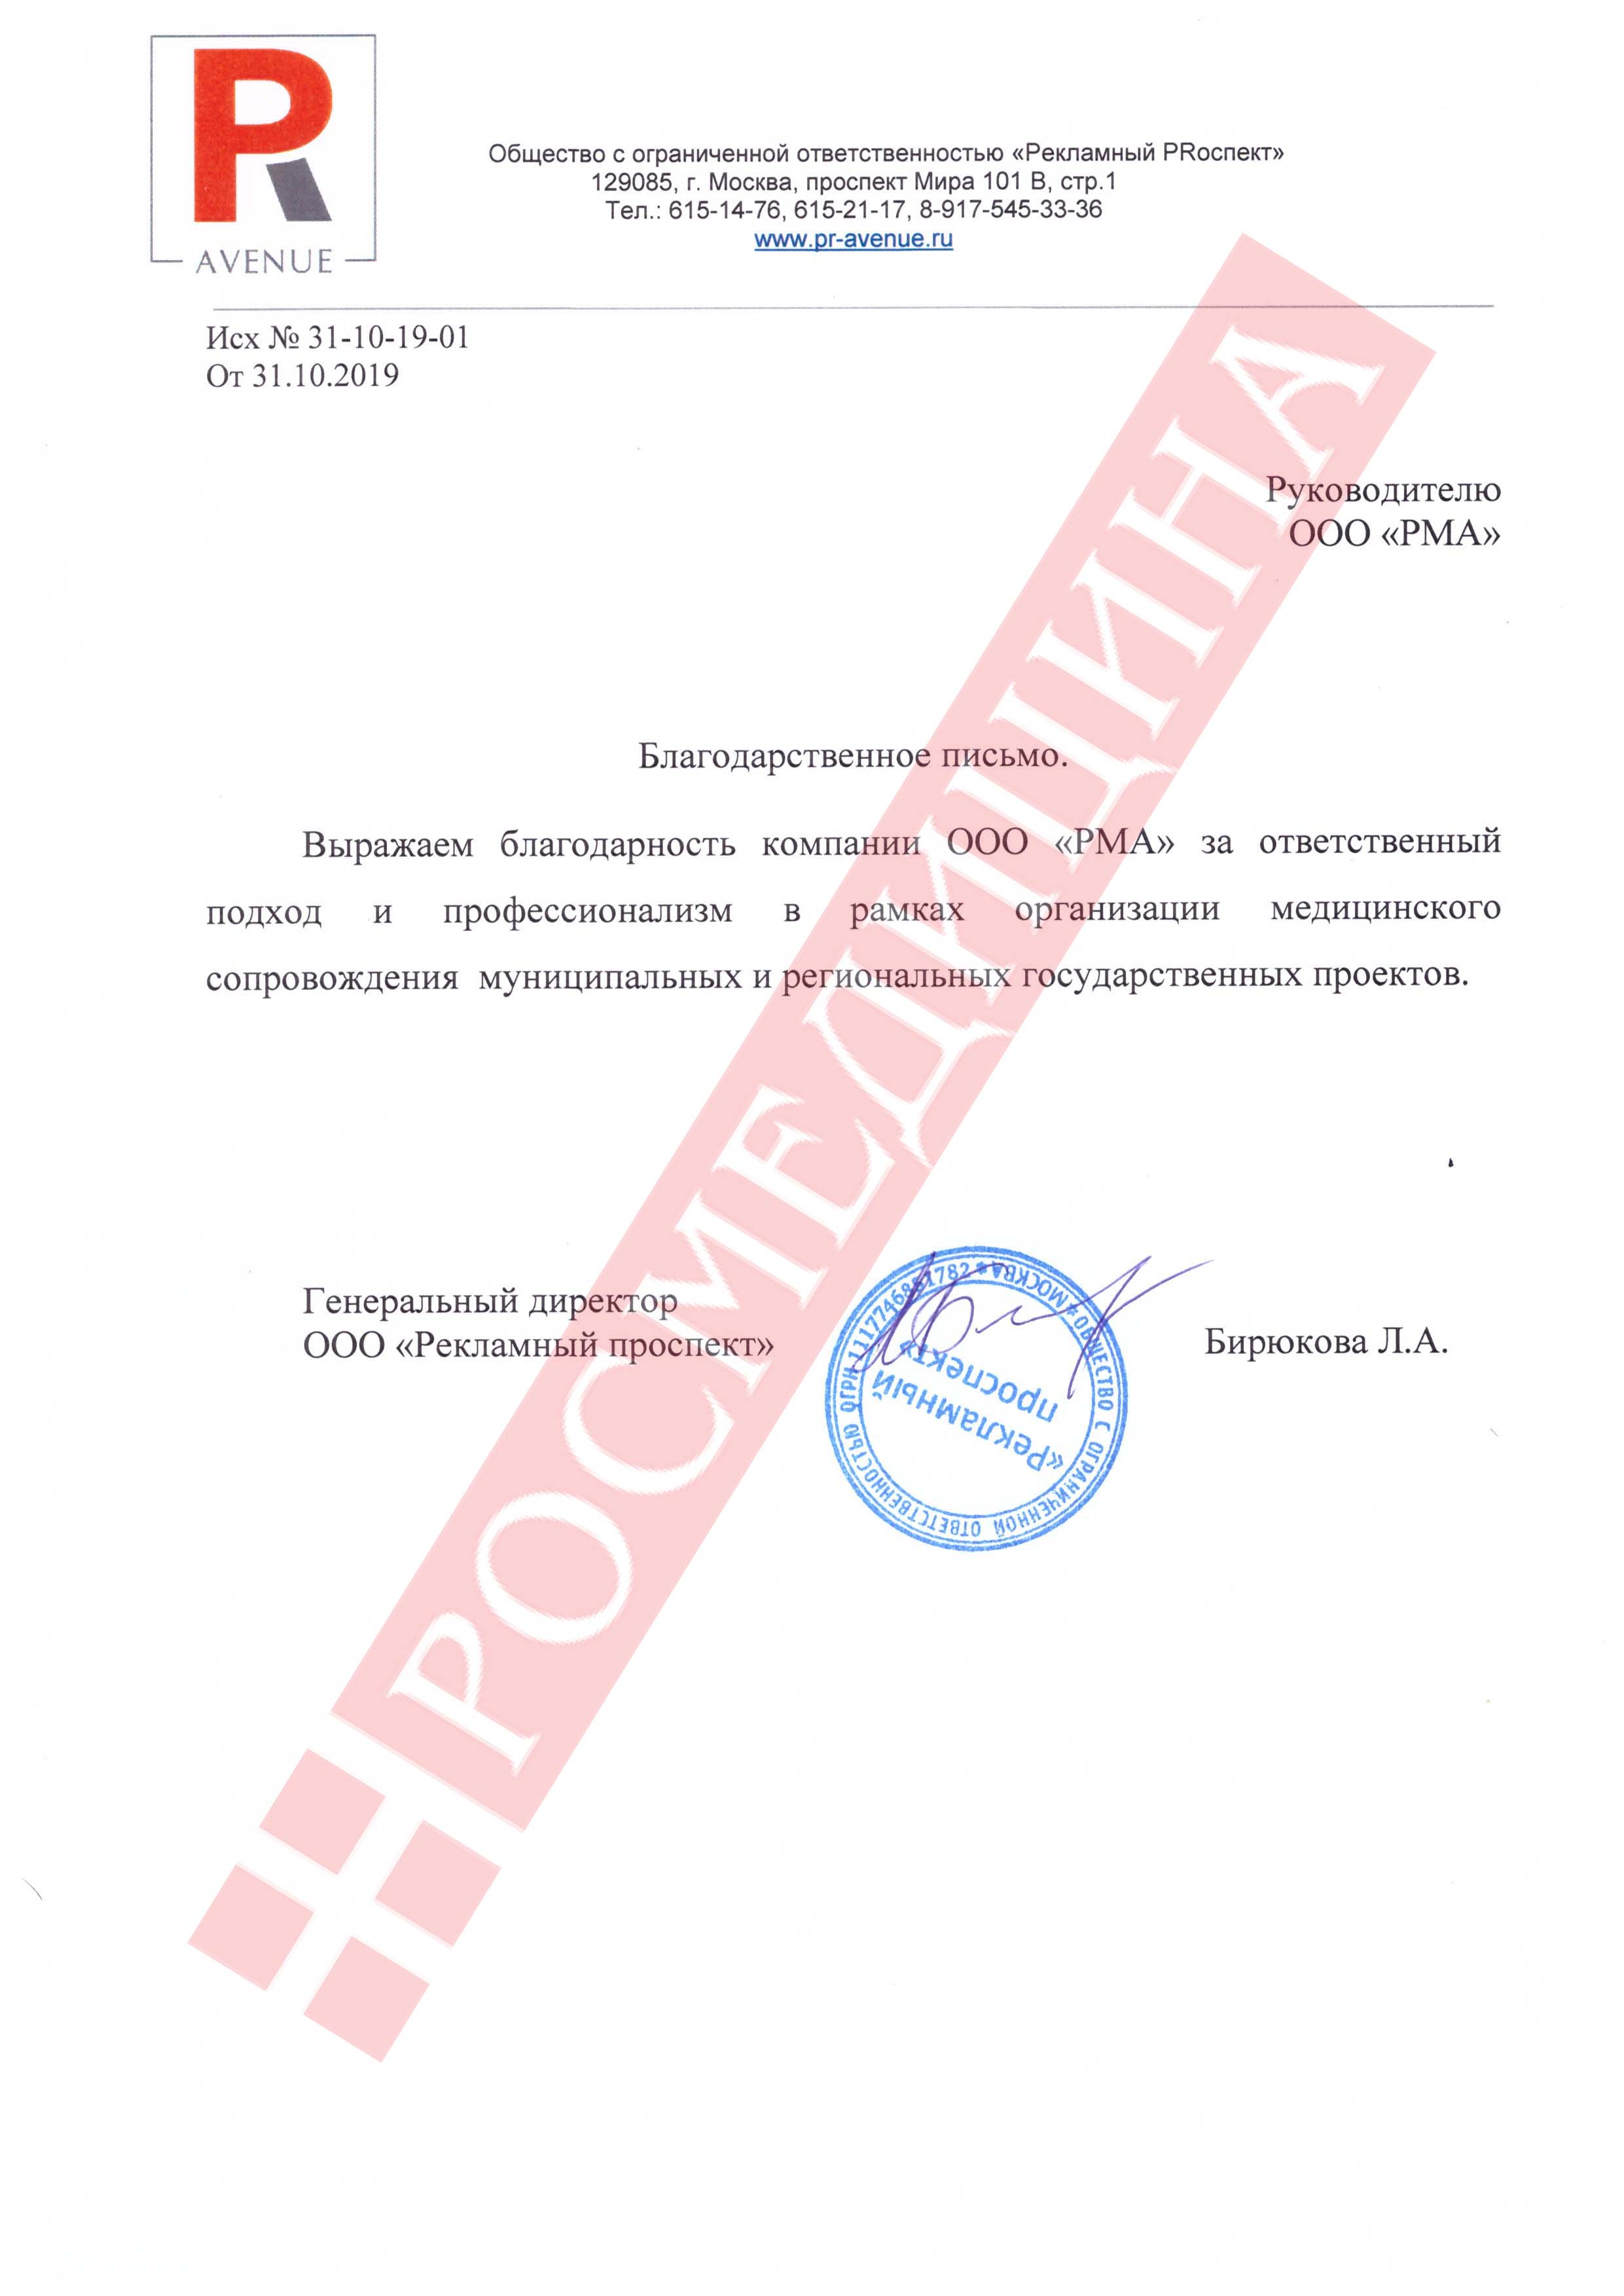 PR
AVENUE
Общество с ограниченной ответственностью «Рекламный PRоспект»
129085, г. Москва, проспект Мира 101 В, стр.1
Тел.: 615-14-76, 615-21-17, 8-917-545-33-36
www.pr-avenue.ru
Исх № 31-10-19-01
От 31.10.2019
Руководителю
ООО «РМА»
Благодарственное письмо.
Выражаем благодарность компании ООО «РМА» за ответственный
подход и профессионализм в рамках организации медицинского
сопровождения муниципальных и региональных государственных проектов.
Генеральный директор
ООО «Рекламный проспект»
Бирюкова Л.А.
ОБЩЕСТВО С ОГРАНИЧЕННОЙ ОТВЕТСТВЕННОСТЬЮ ОГРН * МОСКВА *
«Рекламный
проспект»
РОСМЕДИЦИНА